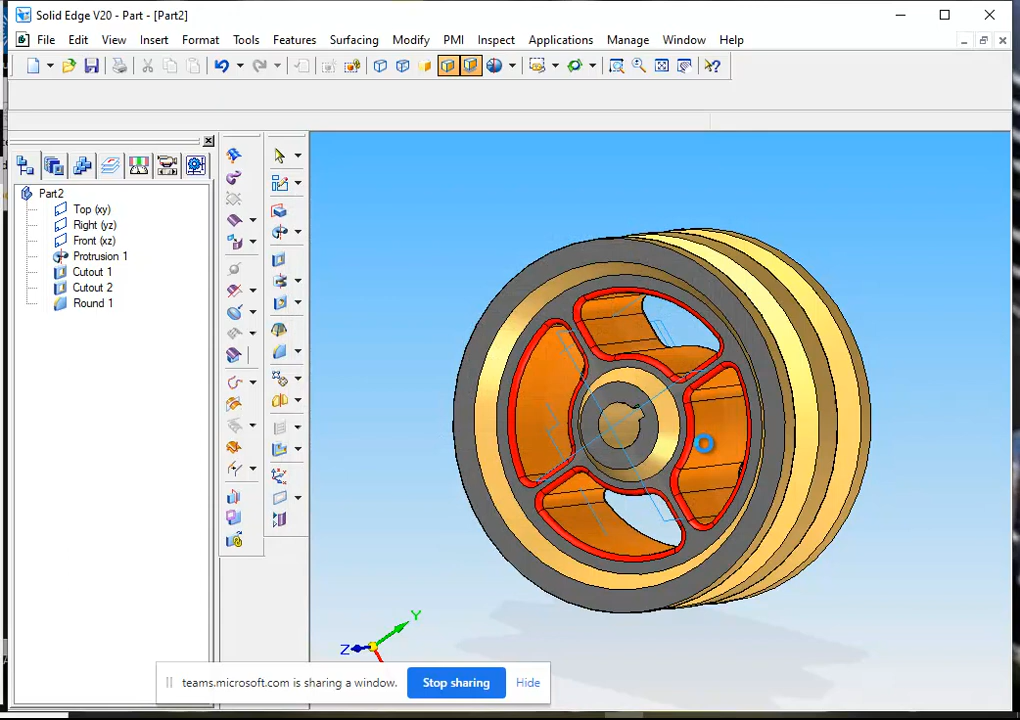 Solid Edge V20 - Part - [Part2]
File Edit View Insert Format Tools Features Surfacing Modify PMI Inspect Applications Manage Window Help
Part2
Top (xy)
Right (yz)
Front (xz)
Protrusion 1
Cutout 1
Cutout 2
Round 1
Y
Z
teams.microsoft.com is sharing a window. Stop sharing Hide